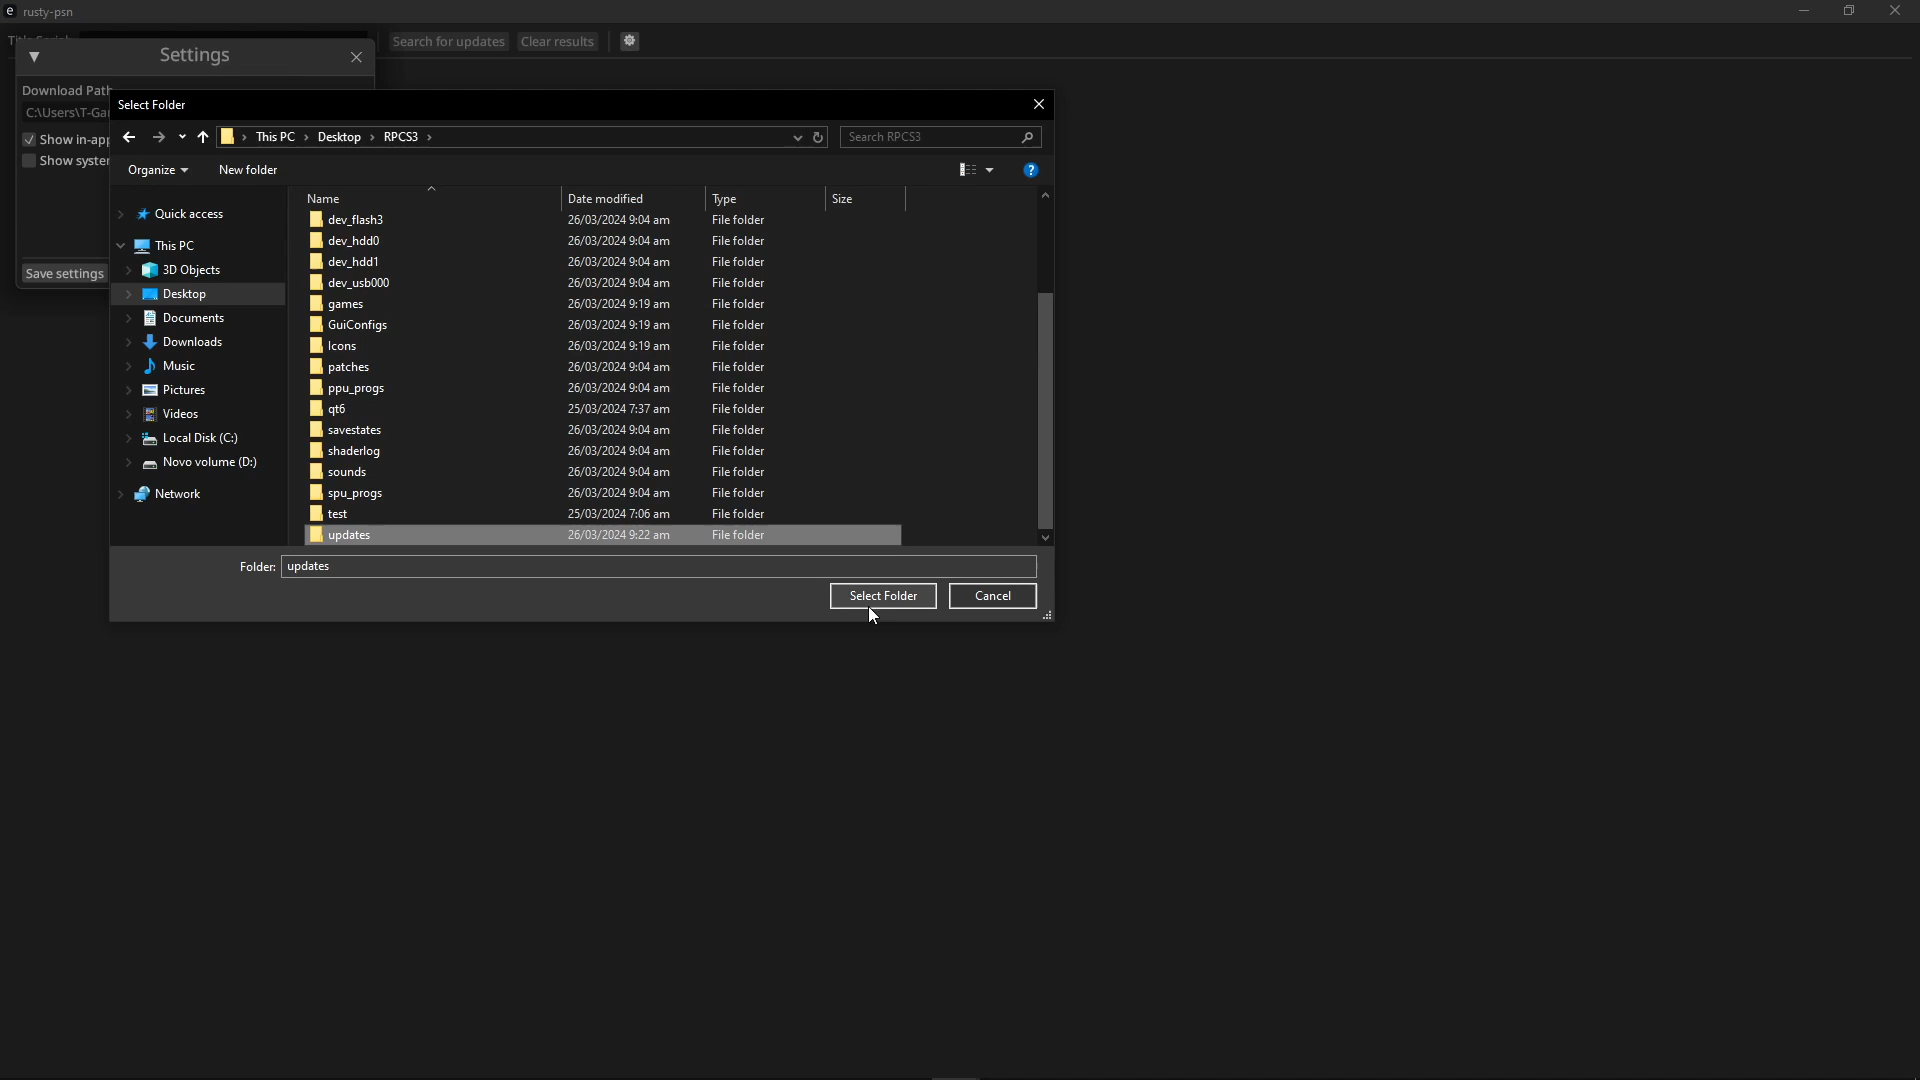 rusty-psn
Search for updates Clear results
Settings
Download Path
C:\Users\T-Ga
Show in-app
Show system
Save settings
Select Folder
This PC > Desktop > RPCS3 >
Search RPCS3
Organize New folder
Name Date modified Type Size
Quick access
This PC
3D Objects
Desktop
Documents
Downloads
Music
Pictures
Videos
Local Disk (C:)
Novo volume (D:)
Network
dev_flash3 26/03/2024 9:04 am File folder
dev_hdd0 26/03/2024 9:04 am File folder
dev_hdd1 26/03/2024 9:04 am File folder
dev_usb000 26/03/2024 9:04 am File folder
games 26/03/2024 9:19 am File folder
GuiConfigs 26/03/2024 9:19 am File folder
Icons 26/03/2024 9:19 am File folder
patches 26/03/2024 9:04 am File folder
ppu_progs 26/03/2024 9:04 am File folder
qt6 25/03/2024 7:37 am File folder
savestates 26/03/2024 9:04 am File folder
shaderlog 26/03/2024 9:04 am File folder
sounds 26/03/2024 9:04 am File folder
spu_progs 26/03/2024 9:04 am File folder
test 25/03/2024 7:06 am File folder
updates 26/03/2024 9:22 am File folder
Folder: updates
Select Folder Cancel